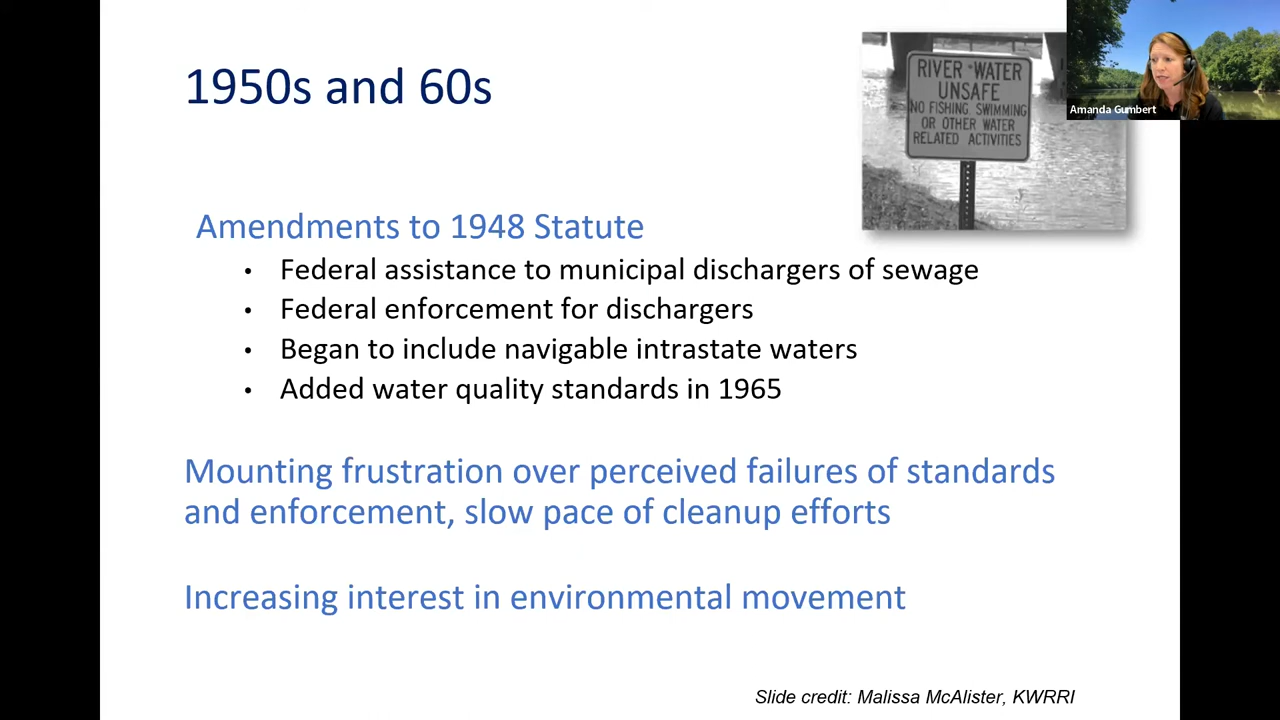 1950s and 60s
RIVER WATER
UNSAFE
NO FISHING, SWIMMING
OR OTHER WATER
RELATED ACTIVITIES
Amanda Gumbert
Amendments to 1948 Statute
• Federal assistance to municipal dischargers of sewage
• Federal enforcement for dischargers
• Began to include navigable intrastate waters
• Added water quality standards in 1965
Mounting frustration over perceived failures of standards
and enforcement, slow pace of cleanup efforts
Increasing interest in environmental movement
Slide credit: Malissa McAlister, KWRRI